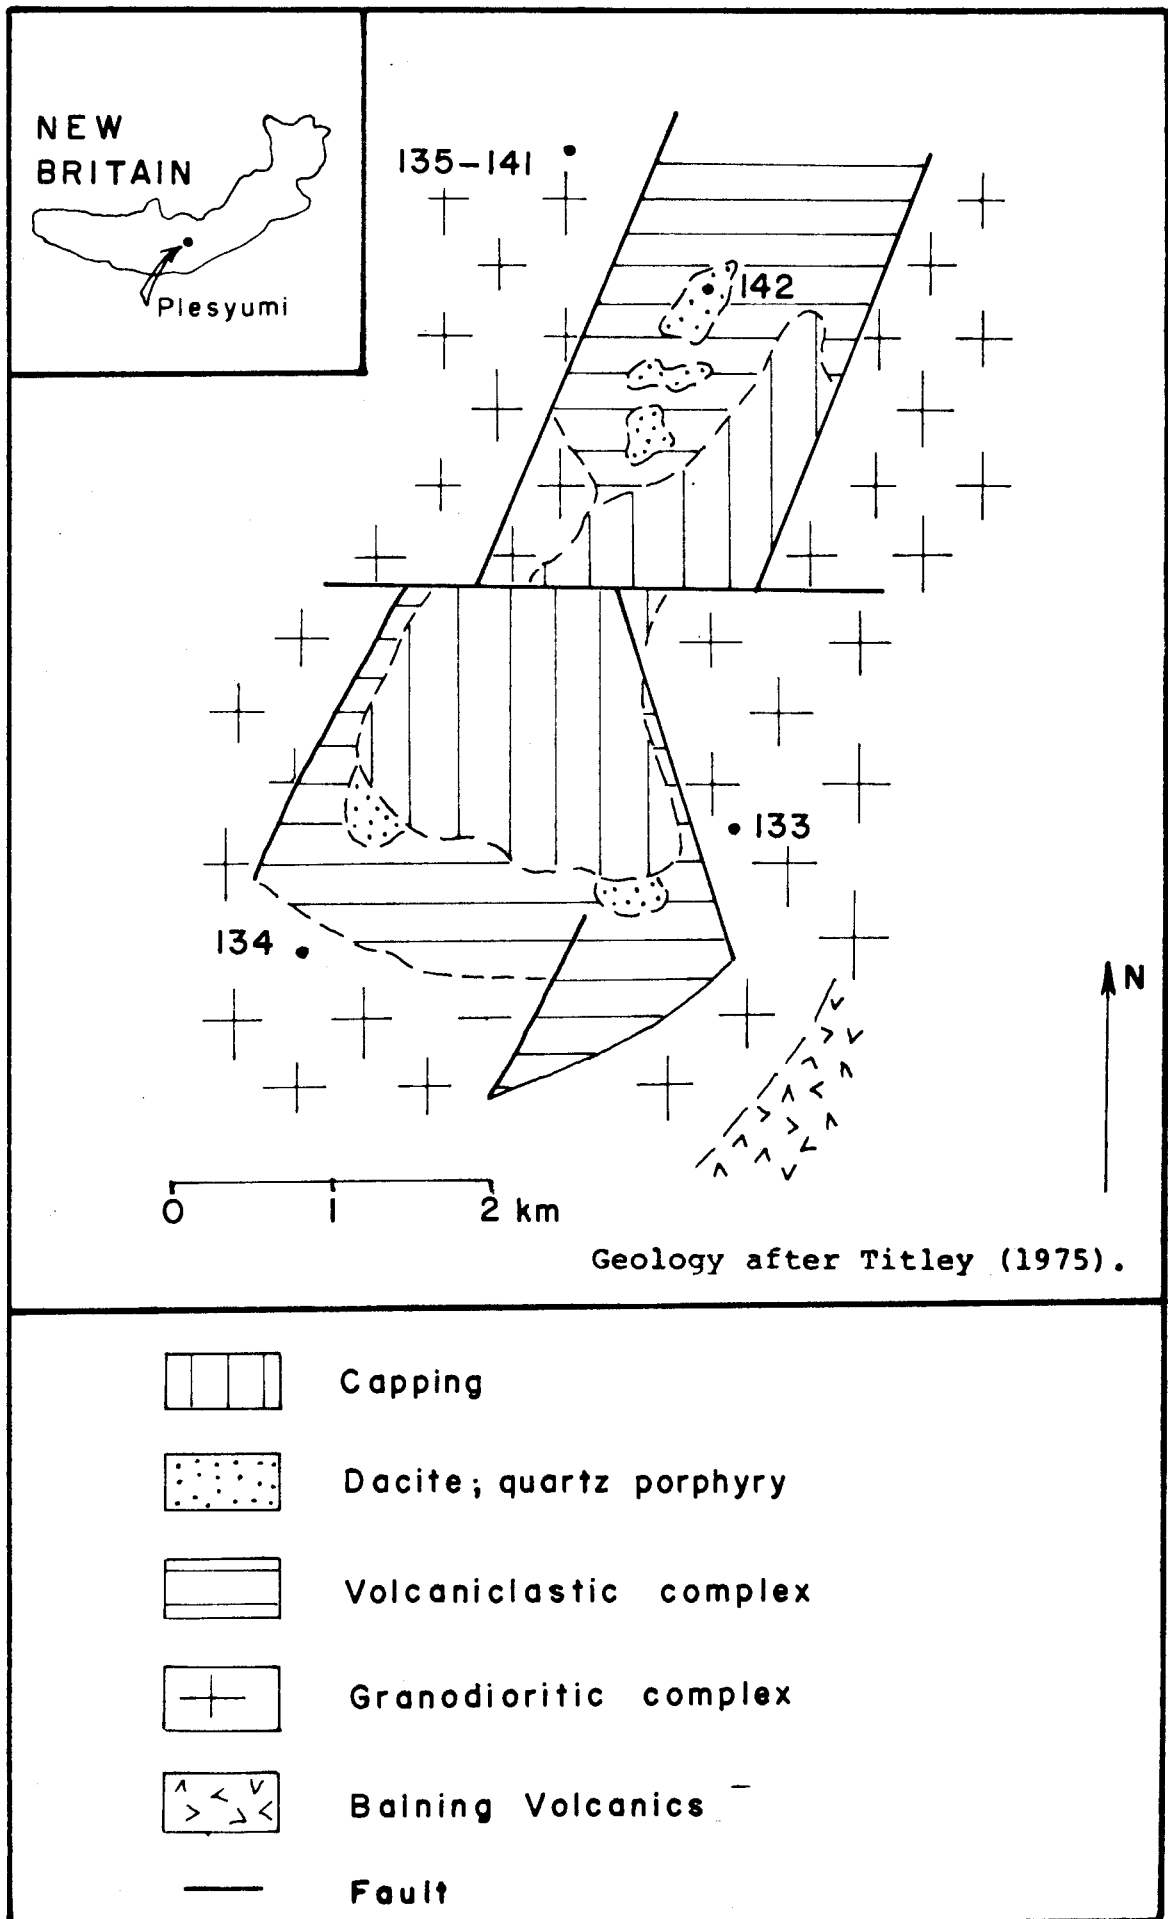 NEW
BRITAIN
Plesyumi
135-141
142
133
134
N
0 1 2 km
Geology after Titley (1975).
Capping
Dacite; quartz porphyry
Volcaniclastic complex
Granodioritic complex
Baining Volcanics
Fault